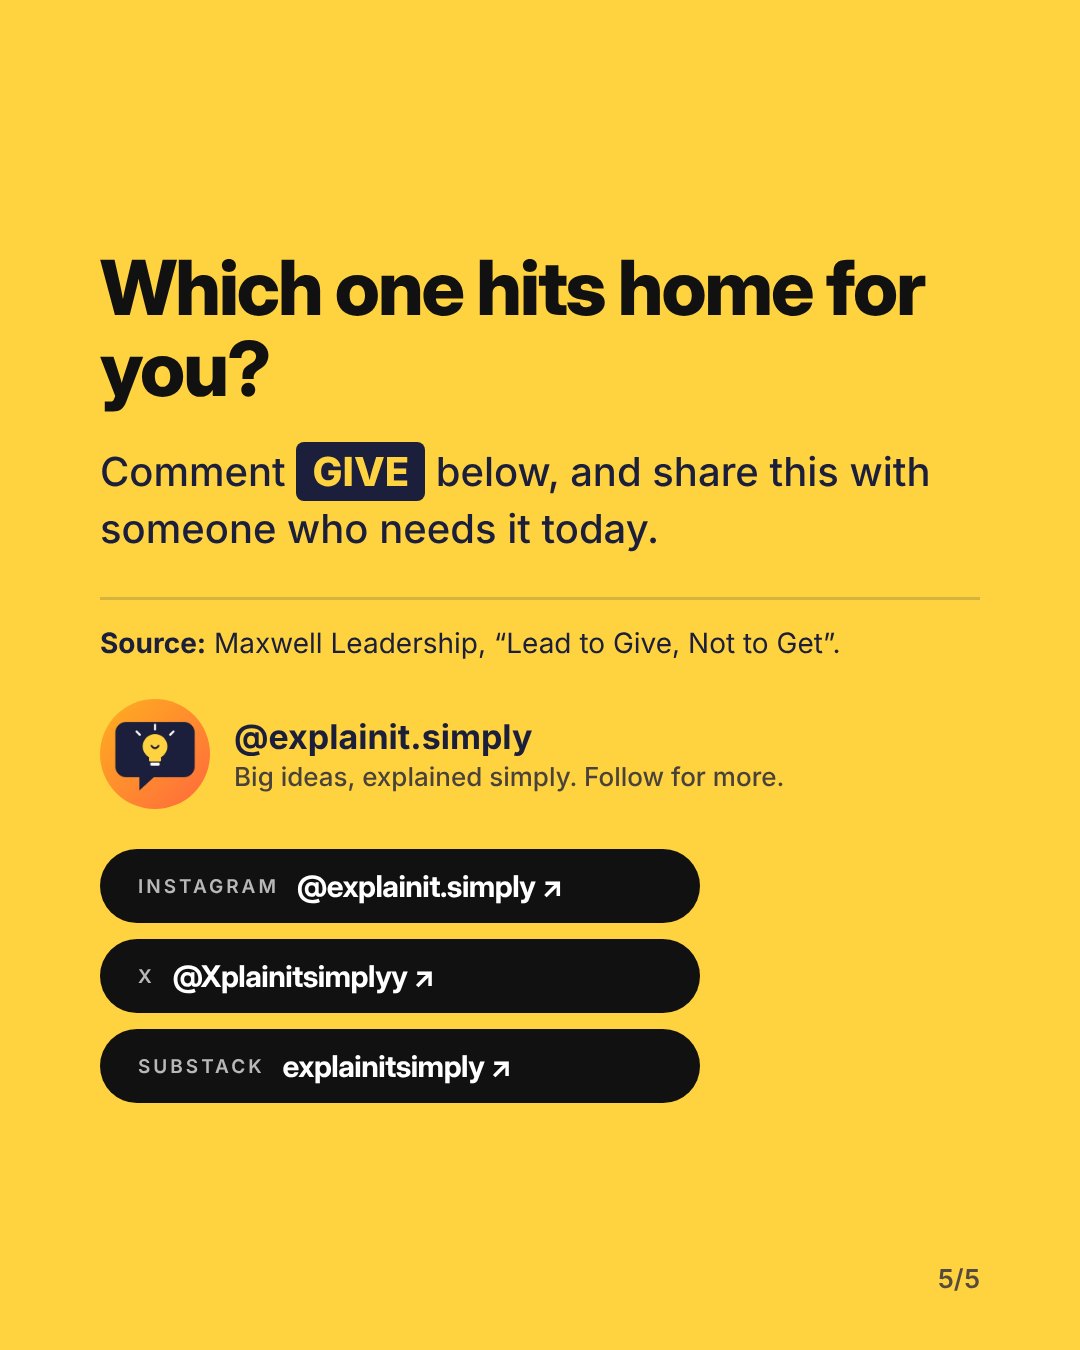 Which one hits home for
you?
Comment GIVE below, and share this with
someone who needs it today.
Source: Maxwell Leadership, “Lead to Give, Not to Get”.
@explainit.simply
Big ideas, explained simply. Follow for more.
INSTAGRAM @explainit.simply ↗
X @Xplainitsimplyy ↗
SUBSTACK explainitsimply ↗
5/5